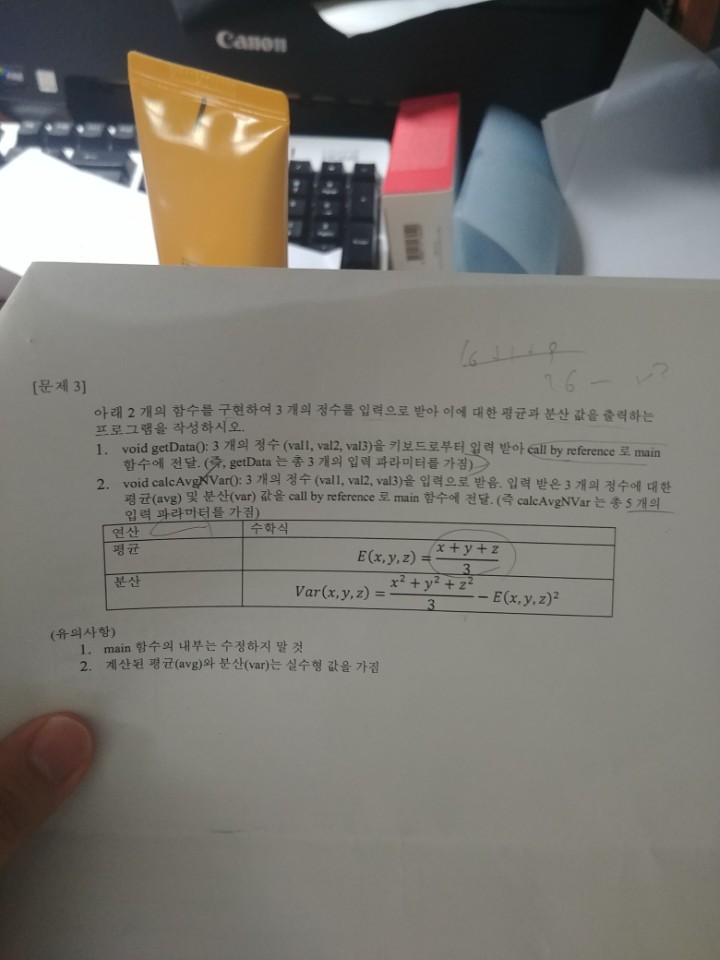 Canon
[문제 3]
아래 2 개의 함수를 구현하여 3 개의 정수를 입력으로 받아 이에 대한 평균과 분산 값을 출력하는
프로그램을 작성하시오.
1. void getData(): 3 개의 정수 (val1, val2, val3)을 키보드로부터 입력 받아 call by reference 로 main
함수에 전달. (즉, getData 는 총 3 개의 입력 파라미터를 가짐)
2. void calcAvgNVar(): 3 개의 정수 (val1, val2, val3)을 입력으로 받음. 입력 받은 3 개의 정수에 대한
평균(avg) 및 분산(var) 값을 call by reference 로 main 함수에 전달. (즉 calcAvgNVar 는 총 5 개의
입력 파라미터를 가짐)
연산 수학식
평균 E(x, y, z) = (x + y + z)/3
분산 Var(x, y, z) = (x² + y² + z²)/3 − E(x, y, z)²
(유의사항)
1. main 함수의 내부는 수정하지 말 것
2. 계산된 평균(avg)와 분산(var)는 실수형 값을 가짐